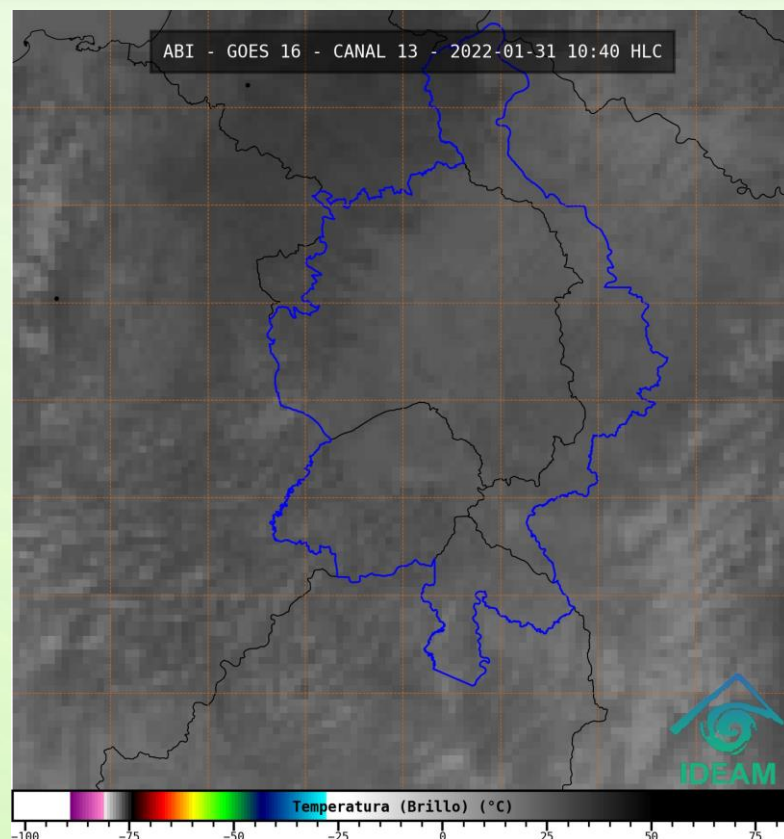 ABI - GOES 16 - CANAL 13 - 2022-01-31 10:40 HLC
IDEAM
Temperatura (Brillo) (°C)
−100 −75 −50 −25 0 25 50 75